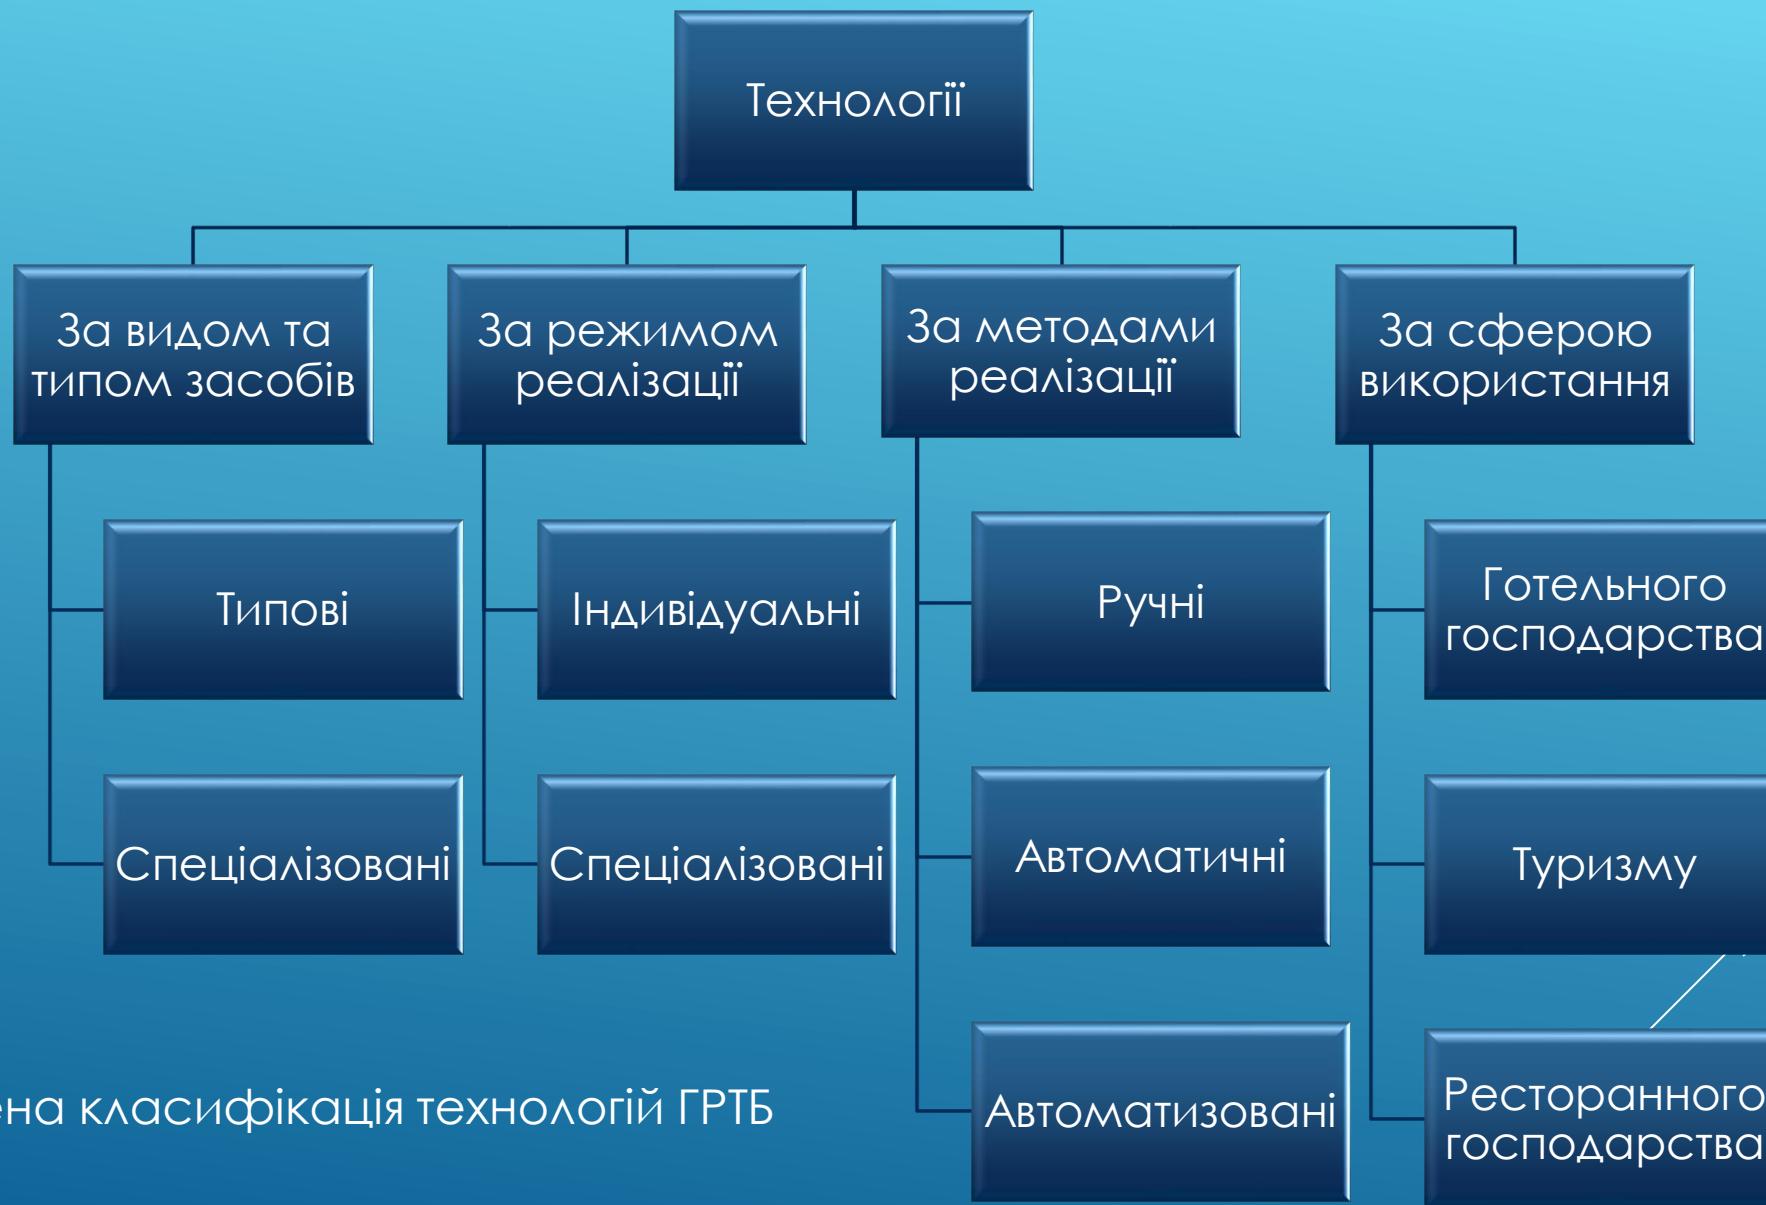 Технології
За видом та
типом засобів
Типові
Спеціалізовані
За режимом
реалізації
Індивідуальні
Спеціалізовані
За методами
реалізації
Ручні
Автоматичні
Автоматизовані
За сферою
використання
Готельного
господарства
Туризму
Ресторанного
господарства
класифікація технологій ГРТБ